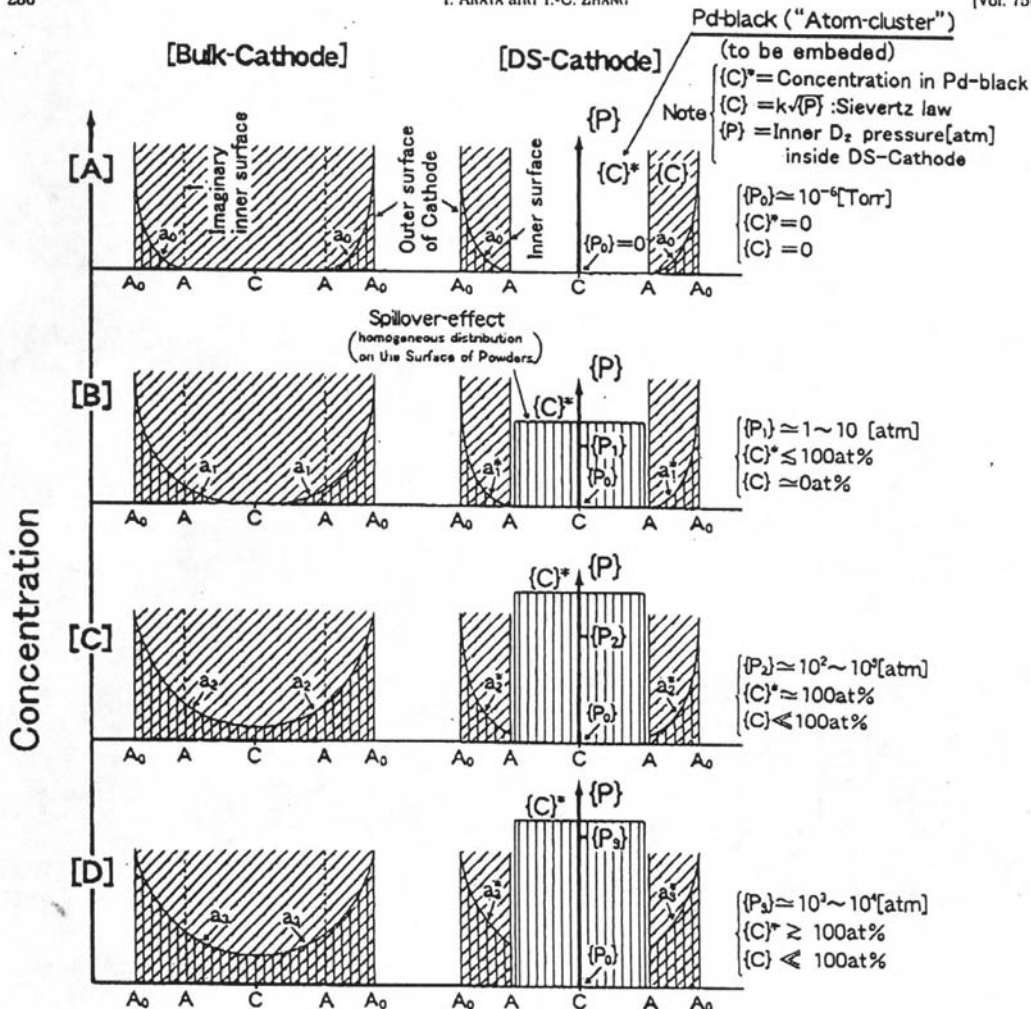 Y. ARATA and Y.-C. ZHANG
[Vol. 75
[Bulk-Cathode]
[DS-Cathode]
Pd-black ("Atom-cluster")
(to be embeded)
Note
{C}*=Concentration in Pd-black
{C} =k√{P} :Sievertz law
{P} =Inner D₂ pressure[atm]
inside DS-Cathode
Concentration
[A]
Imaginary
inner surface
Outer surface
of Cathode
Inner surface
{P}
{C}*
{C}
a₀
a₀
a₀
a₀
{P₀}=0
{P₀}≃10⁻⁶[Torr]
{C}*=0
{C} =0
A₀ A C A A₀ A₀ A C A A₀
Spillover-effect
(homogeneous distribution
on the Surface of Powders)
[B]
{C}*
{P}
a₁
a₁
a₁*
{P₁}
{P₀}
a₁*
{P₁}≃1~10 [atm]
{C}*≲100at%
{C} ≃0at%
A₀ A C A A₀ A₀ A C A A₀
[C]
{C}*
{P}
a₂
a₂
a₂*
{P₂}
{P₀}
a₂*
{P₂}≃10²~10³[atm]
{C}*≃100at%
{C}≪100at%
A₀ A C A A₀ A₀ A C A A₀
[D]
{C}*
{P}
a₃
a₃
a₃*
{P₃}
{P₀}
a₃*
{P₃}≃10³~10⁴[atm]
{C}*≳ 100at%
{C} ≪ 100at%
A₀ A C A A₀ A₀ A C A A₀